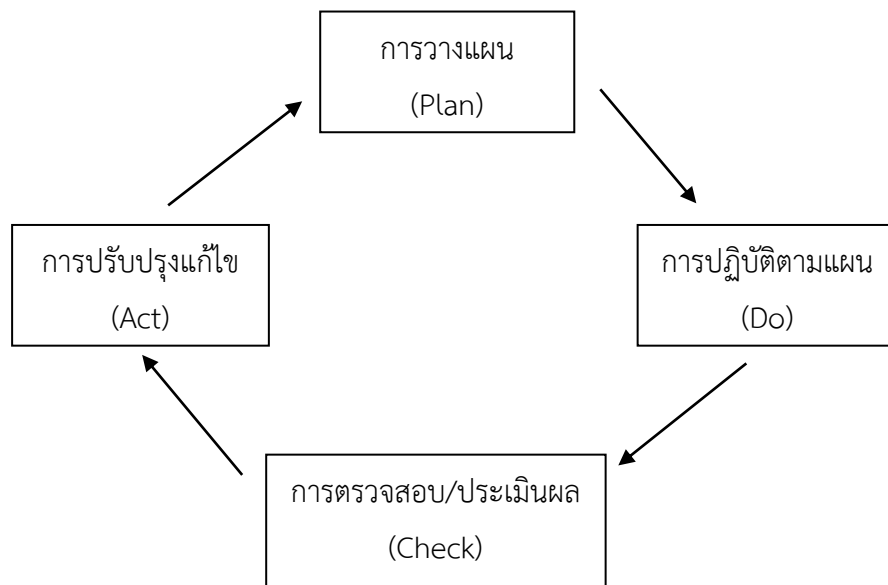 การวางแผน
(Plan)
การปรับปรุงแก้ไข
(Act)
การปฏิบัติตามแผน
(Do)
การตรวจสอบ/ประเมินผล
(Check)